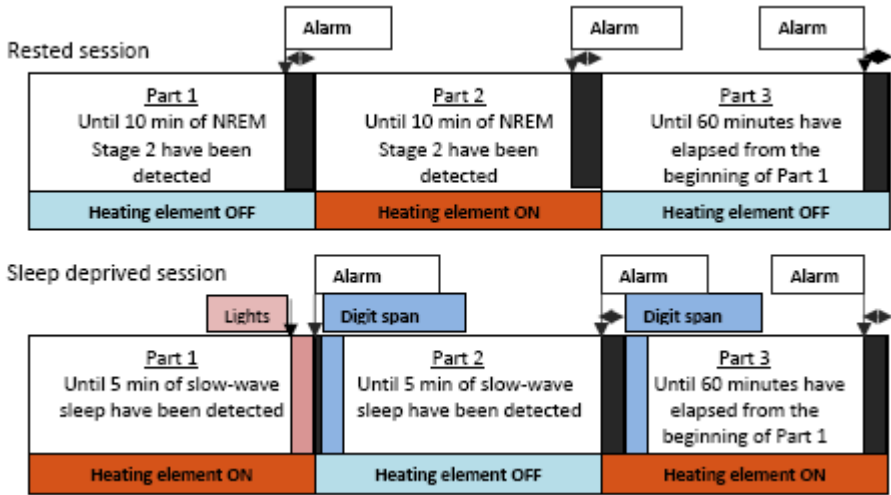 Alarm
Alarm
Alarm
Rested session
Part 1
Until 10 min of NREM
Stage 2 have been
detected
Part 2
Until 10 min of NREM
Stage 2 have been
detected
Part 3
Until 60 minutes have
elapsed from the
beginning of Part 1
Heating element OFF
Heating element ON
Heating element OFF
Sleep deprived session
Alarm
Alarm
Alarm
Lights
Digit span
Digit span
Part 1
Until 5 min of slow-wave
sleep have been detected
Part 2
Until 5 min of slow-wave
sleep have been detected
Part 3
Until 60 minutes have
elapsed from the
beginning of Part 1
Heating element ON
Heating element OFF
Heating element ON